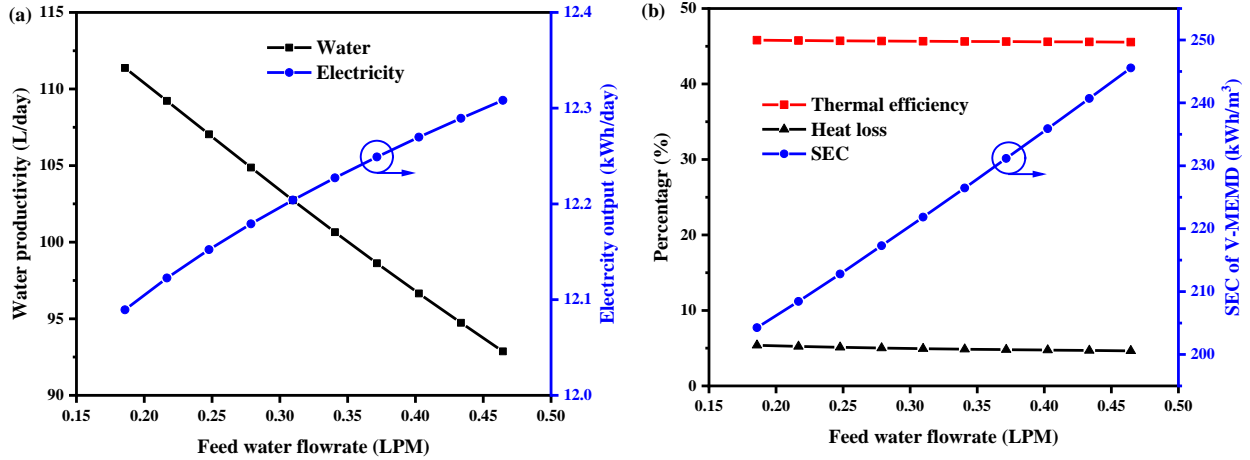 (a)
115
110
105
100
95
90
Water productivity (L/day)
Water
Electricity
12.4
12.3
12.2
12.1
12.0
Electrcity output (kWh/day)
0.15 0.20 0.25 0.30 0.35 0.40 0.45 0.50
Feed water flowrate (LPM)
(b)
50
40
30
20
10
0
Percentagr (%)
Thermal efficiency
Heat loss
SEC
250
240
230
220
210
200
SEC of V-MEMD (kWh/m³)
0.15 0.20 0.25 0.30 0.35 0.40 0.45 0.50
Feed water flowrate (LPM)